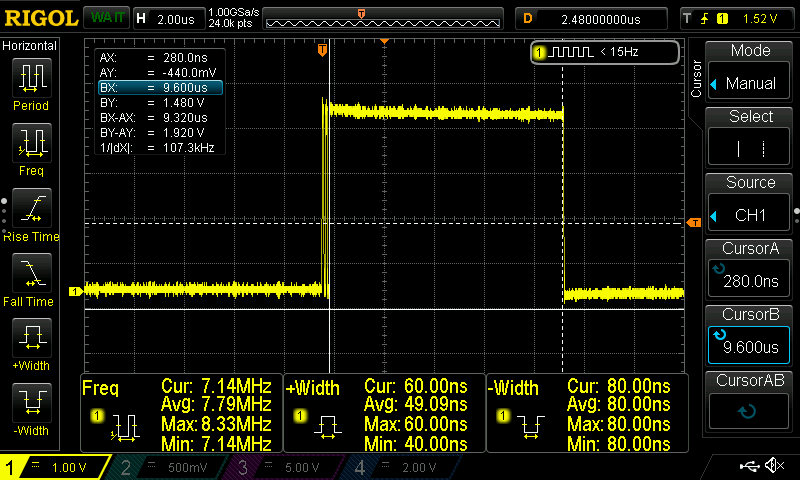 RIGOL WAIT H 2.00us 1.00GSa/s 24.0k pts T D 2.48000000us T 1 1.52 V
Horizontal
Period
Freq
Rise Time
Fall Time
+Width
-Width
AX: = 280.0ns
AY: = -440.0mV
BX: = 9.600us
BY: = 1.480 V
BX-AX: = 9.320us
BY-AY: = 1.920 V
1/|dX|: = 107.3kHz
T
1 < 15Hz
T
1
Cursor
Mode
Manual
Select
Source
CH1
CursorA
280.0ns
CursorB
9.600us
CursorAB
Freq
1
Cur: 7.14MHz
Avg: 7.79MHz
Max: 8.33MHz
Min: 7.14MHz
+Width
1
Cur: 60.00ns
Avg: 49.09ns
Max: 60.00ns
Min: 40.00ns
-Width
1
Cur: 80.00ns
Avg: 80.00ns
Max: 80.00ns
Min: 80.00ns
1 = 1.00 V 2 = 500mV 3 = 5.00 V 4 = 2.00 V